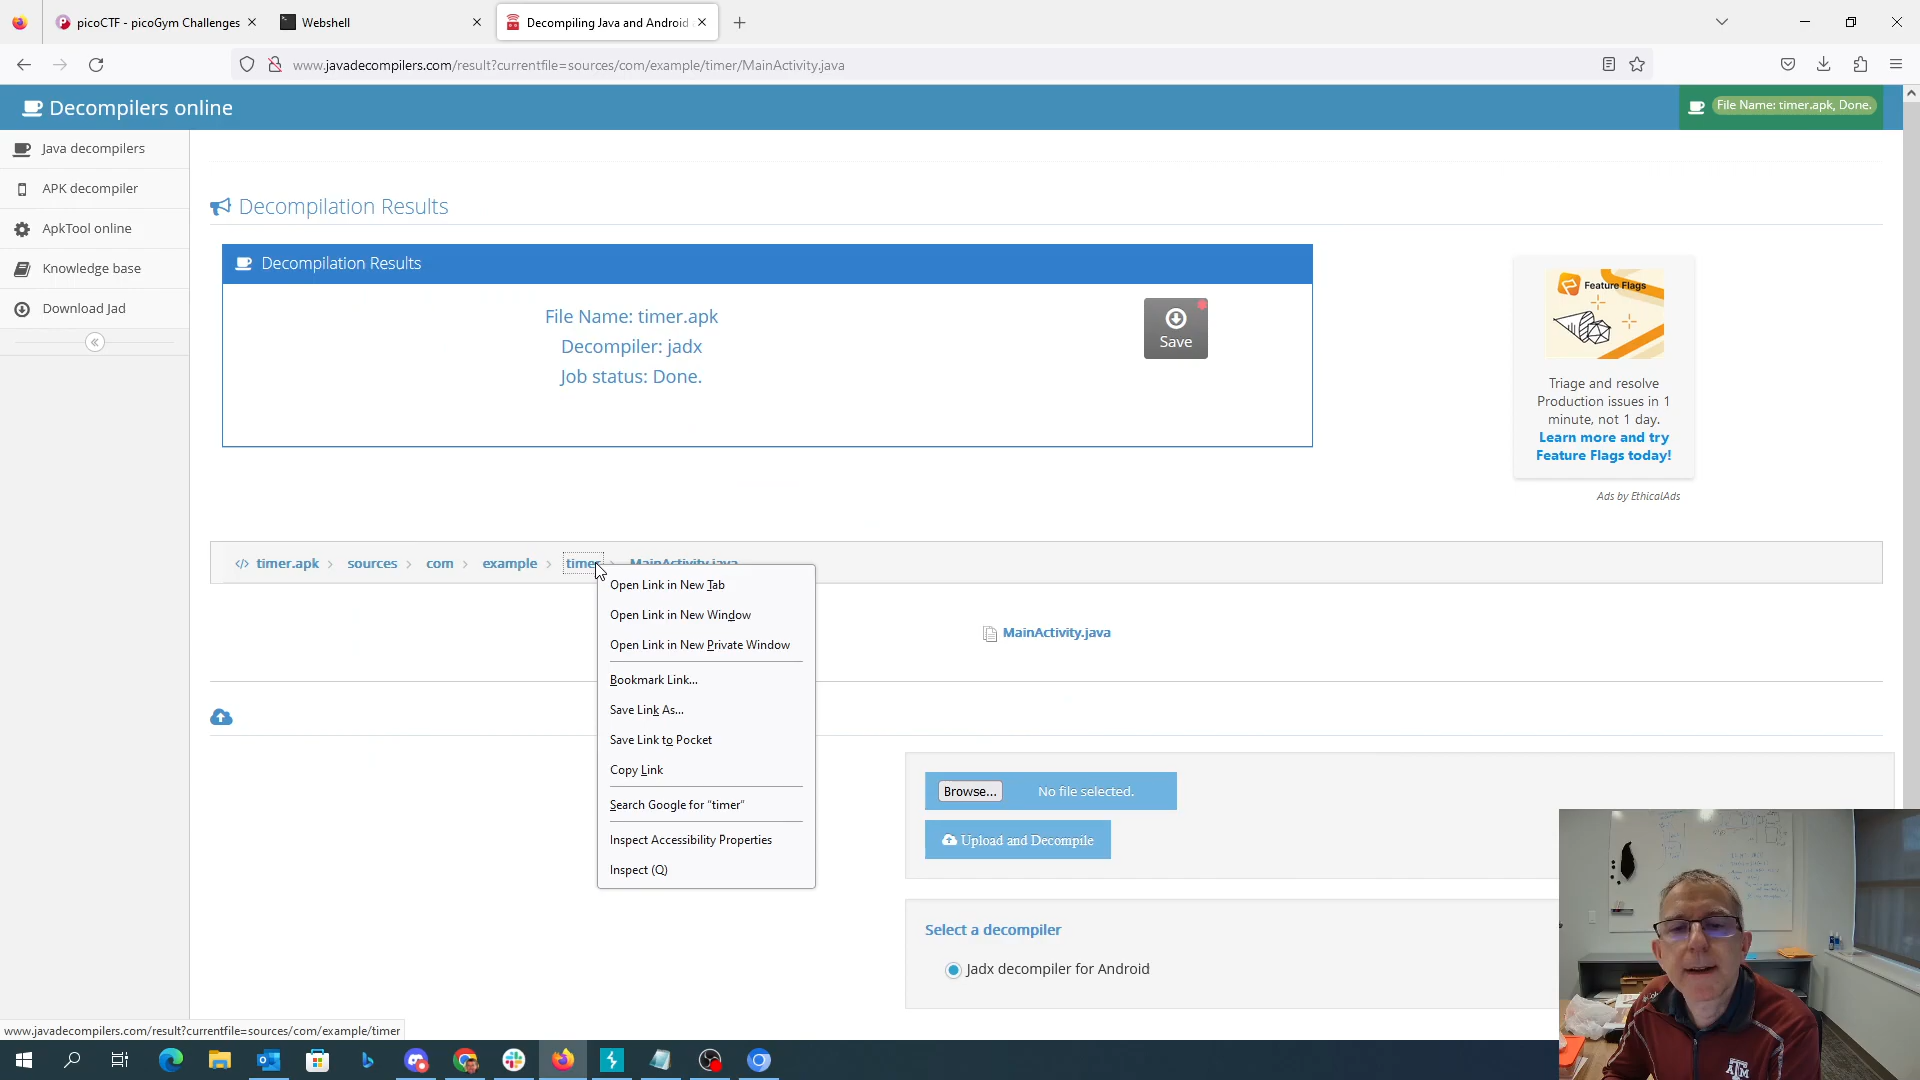 picoCTF - picoGym Challenges
Webshell
Decompiling Java and Android
www.javadecompilers.com/result?currentfile=sources/com/example/timer/MainActivity.java
Decompilers online
File Name: timer.apk, Done.
Java decompilers
APK decompiler
ApkTool online
Knowledge base
Download Jad
Decompilation Results
Decompilation Results
File Name: timer.apk
Decompiler: jadx
Job status: Done.
Save
Feature Flags
Triage and resolve
Production issues in 1
minute, not 1 day.
Learn more and try
Feature Flags today!
Ads by EthicalAds
</> timer.apk > sources > com > example > timer > MainActivity.java
Open Link in New Tab
Open Link in New Window
Open Link in New Private Window
Bookmark Link...
Save Link As...
Save Link to Pocket
Copy Link
Search Google for "timer"
Inspect Accessibility Properties
Inspect (Q)
MainActivity.java
Browse... No file selected.
Upload and Decompile
Select a decompiler
Jadx decompiler for Android
www.javadecompilers.com/result?currentfile=sources/com/example/timer